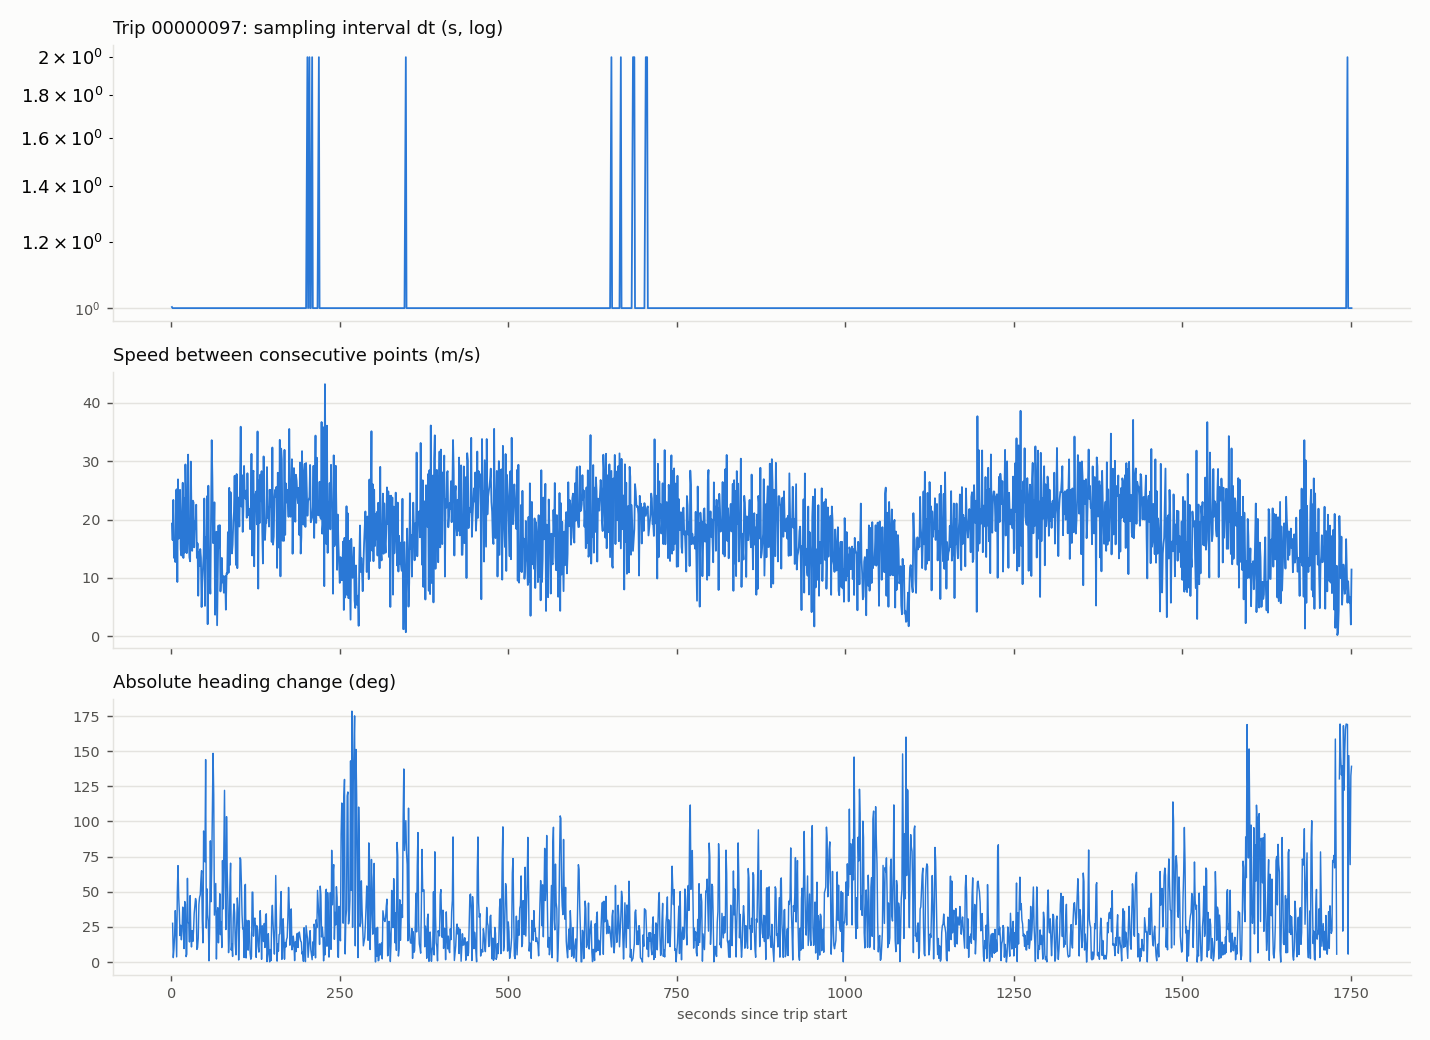 Trip 00000097: sampling interval dt (s, log)
2 × 10⁰
1.8 × 10⁰
1.6 × 10⁰
1.4 × 10⁰
1.2 × 10⁰
10⁰
Speed between consecutive points (m/s)
40
30
20
10
0
Absolute heading change (deg)
175
150
125
100
75
50
25
0
0 250 500 750 1000 1250 1500 1750
seconds since trip start